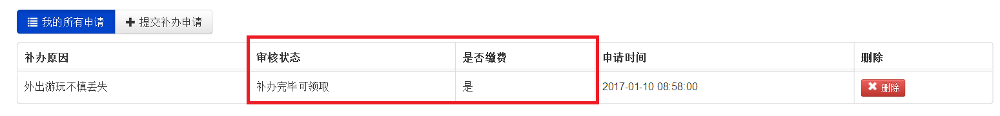 我的所有申请 提交补办申请
补办原因 审核状态 是否缴费 申请时间 删除
外出游玩不慎丢失 补办完毕可领取 是 2017-01-10 08:58:00 删除